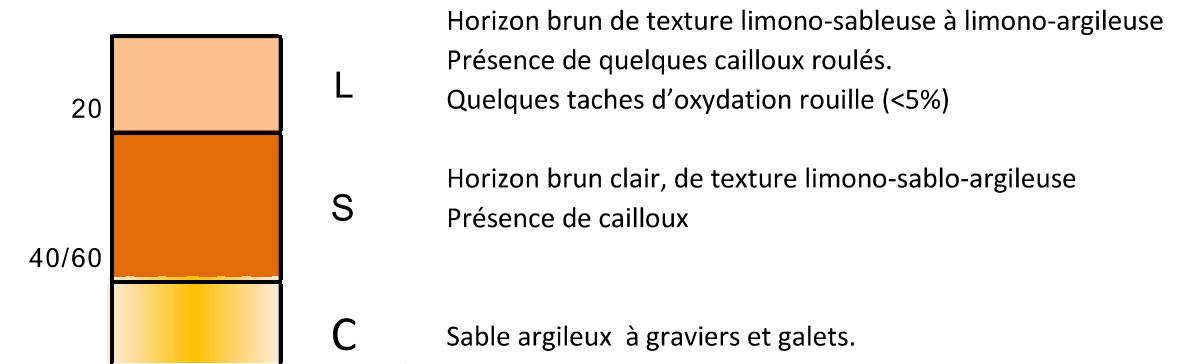 Horizon brun de texture limono-sableuse à limono-argileuse
L
Présence de quelques cailloux roulés.
20
Quelques taches d’oxydation rouille (<5%)
Horizon brun clair, de texture limono-sablo-argileuse
S
Présence de cailloux
40/60
C
Sable argileux  à graviers et galets.